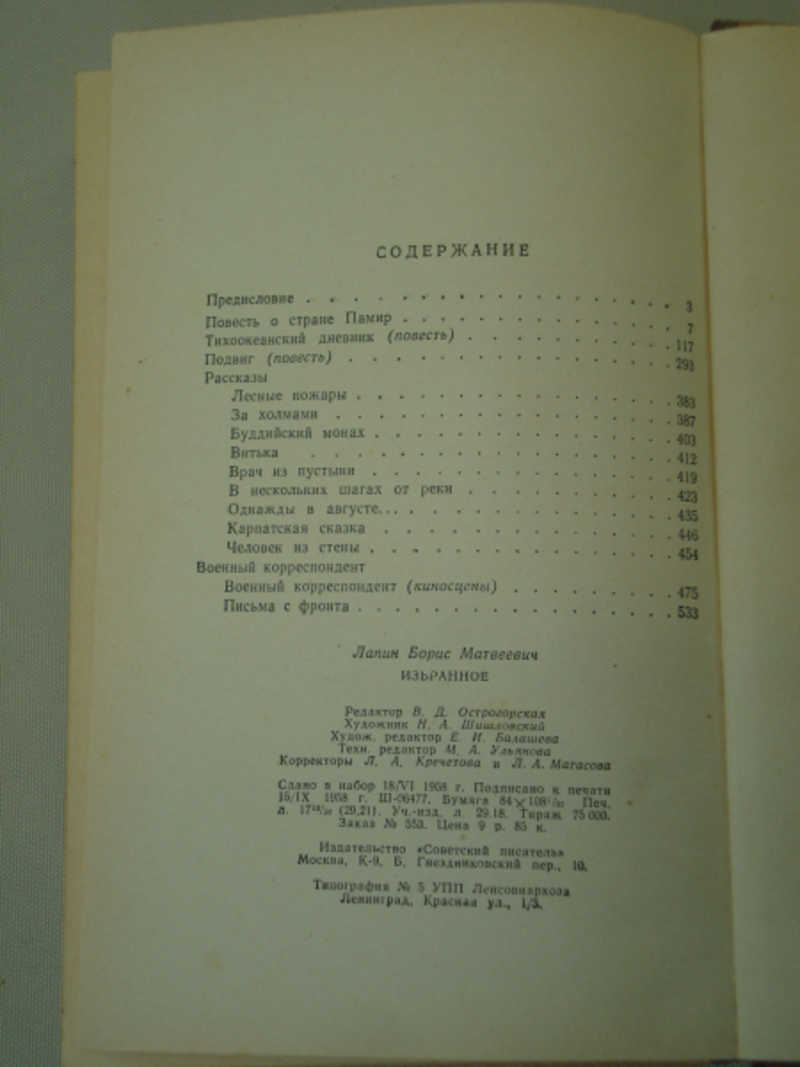 СОДЕРЖАНИЕ
Предисловие . . . . . . . . . . . . . . . . . . . 3
Повесть о стране Памир . . . . . . . . . . . . 7
Тихоокеанский дневник (повесть) . . . . . . . . . 117
Подвиг (повесть) . . . . . . . . . . . . . . . 293
Рассказы
Лесные пожары . . . . . . . . . . . . . . 383
За холмами . . . . . . . . . . . . . . . 387
Буддийский монах . . . . . . . . . . . . . 403
Витька . . . . . . . . . . . . . . . . 412
Врач из пустыни . . . . . . . . . . . . . 419
В нескольких шагах от реки . . . . . . . . . 423
Однажды в августе... . . . . . . . . . . . . 435
Карпатская сказка . . . . . . . . . . . . . 446
Человек из стены . . . . . . . . . . . . . 454
Военный корреспондент
Военный корреспондент (киносцены) . . . . . . . 475
Письма с фронта . . . . . . . . . . . . . . 533
Лапин Борис Матвеевич
ИЗБРАННОЕ
Редактор В. Д. Острогорская
Художник Н. А. Шишловский
Худож. редактор Е. И. Балашева
Техн. редактор М. А. Ульянова
Корректоры Л. А. Кречетова и Л. А. Магасова
Сдано в набор 18/VI 1958 г. Подписано к печати
15/IX 1958 г. Ш-06477. Бумага 84×108 1/32 Печ.
л. (29,21). Уч.-изд. л. 29,18. Тираж 75 000.
Заказ № 553. Цена 9 р. 85 к.
Издательство «Советский писатель»
Москва, К-9, Б. Гнездниковский пер., 10.
Типография № 5 УПП Ленсовнархоза
Ленинград, Красная ул., 1/3.